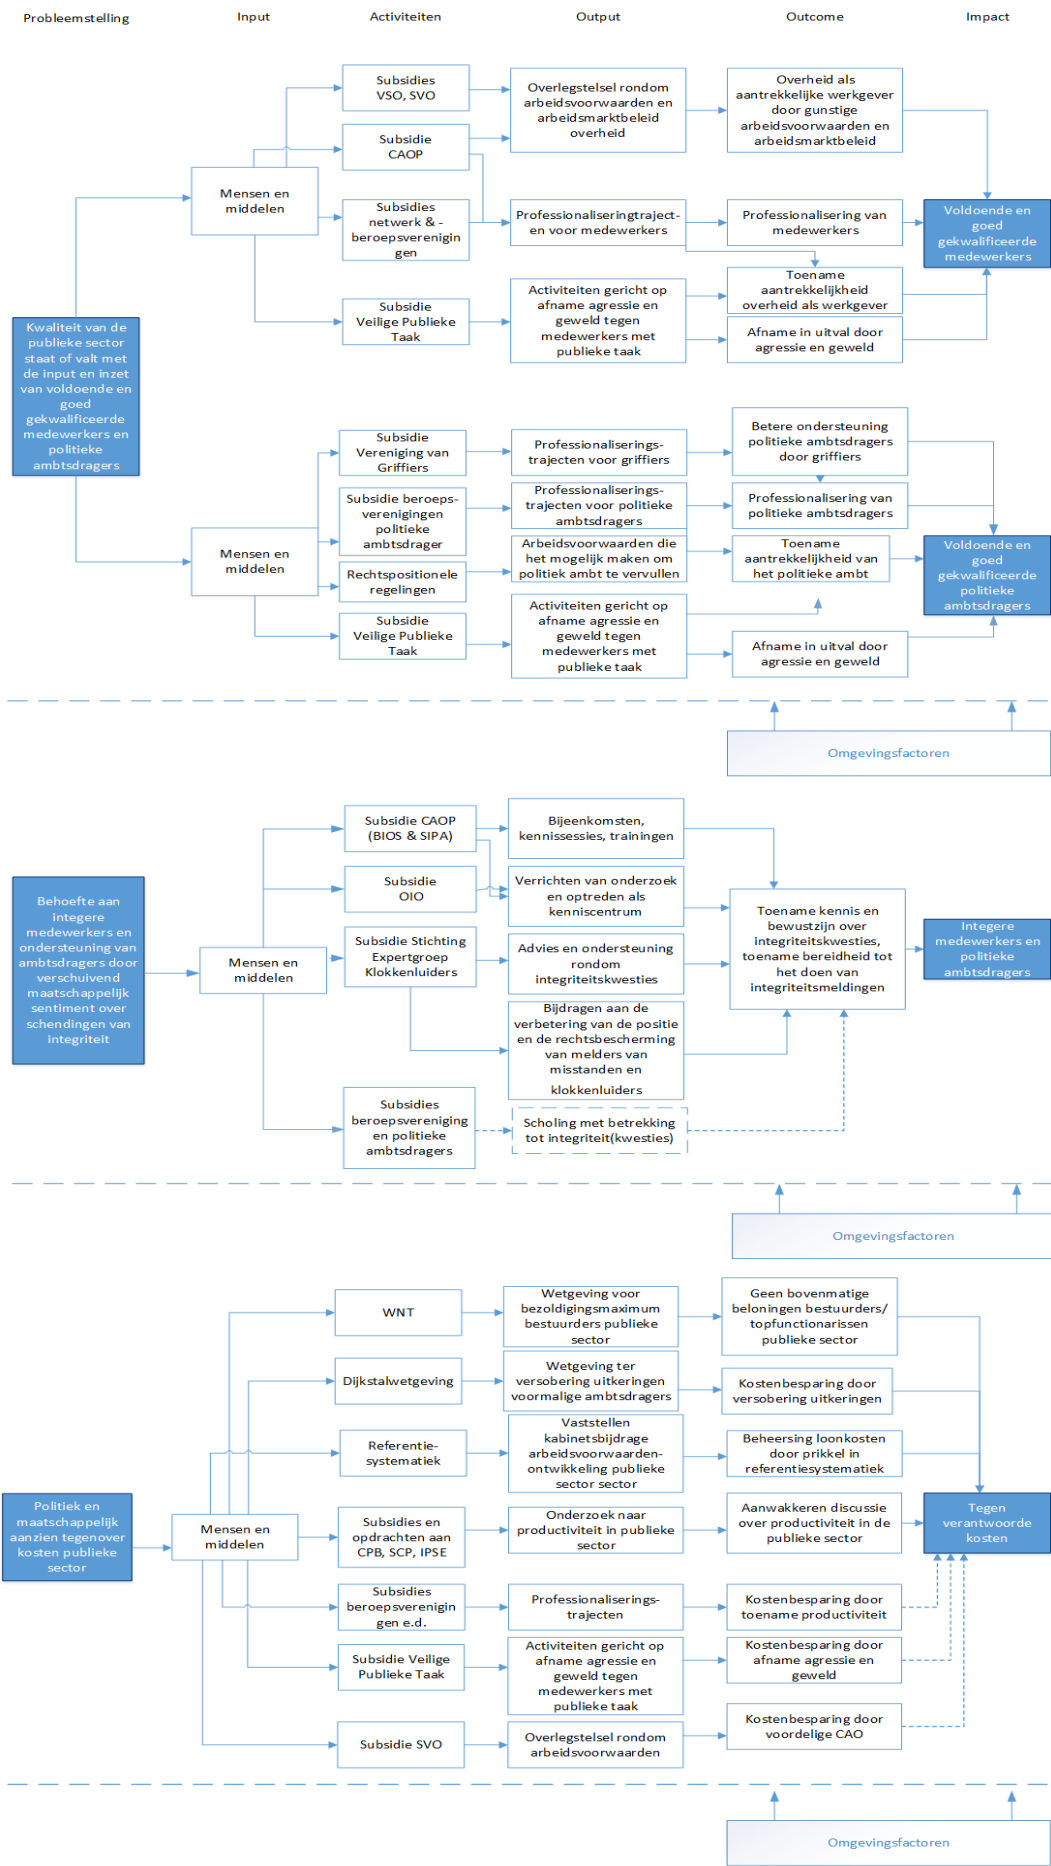 Probleemstelling
Input
Activiteiten
Output
Outcome
Impact
Kwaliteit van de
publieke sector
staat of valt met
de input en inzet
van voldoende en
goed
gekwalificeerde
medewerkers en
politieke
ambtsdragers
Mensen en
middelen
Subsidies
VSO, SVO
Subsidie
CAOP
Subsidies
netwerk & -
beroepsverenigin
gen
Subsidie
Veilige Publieke
Taak
Overlegstelsel rondom
arbeidsvoorwaarden en
arbeidsmarktbeleid
overheid
Professionaliseringtraject-
en voor medewerkers
Activiteiten gericht op
afname agressie en
geweld tegen
medewerkers met
publieke taak
Overheid als
aantrekkelijke werkgever
door gunstige
arbeidsvoorwaarden en
arbeidsmarktbeleid
Professionalisering van
medewerkers
Toename
aantrekkelijkheid
overheid als werkgever
Afname in uitval door
agressie en geweld
Voldoende en
goed
gekwalificeerde
medewerkers
Mensen en
middelen
Subsidie
Vereniging van
Griffiers
Subsidie beroeps-
verenigingen
politieke
ambtsdrager
Rechtspositionele
regelingen
Subsidie
Veilige Publieke
Taak
Professionaliserings-
trajecten voor griffiers
Professionaliserings-
trajecten voor politieke
ambtsdragers
Arbeidsvoorwaarden die
het mogelijk maken om
politiek ambt te vervullen
Activiteiten gericht op
afname agressie en
geweld tegen
medewerkers met
publieke taak
Betere ondersteuning
politieke ambtsdragers
door griffiers
Professionalisering van
politieke ambtsdragers
Toename
aantrekkelijkheid van
het politieke ambt
Afname in uitval door
agressie en geweld
Voldoende en
goed
gekwalificeerde
politieke
ambtsdragers
Omgevingsfactoren
Behoefte aan
integere
medewerkers en
ondersteuning van
ambtsdragers door
verschuivend
maatschappelijk
sentiment over
schendingen van
integriteit
Mensen en
middelen
Subsidie CAOP
(BIOS & SIPA)
Subsidie
OIO
Subsidie Stichting
Expertgroep
Klokkenluiders
Subsidies
beroepsvereniging
en politieke
ambtsdragers
Bijeenkomsten,
kennissessies, trainingen
Verrichten van onderzoek
en optreden als
kenniscentrum
Advies en ondersteuning
rondom
integriteitskwesties
Bijdragen aan de
verbetering van de positie
en de rechtsbescherming
van melders van
misstanden en
klokkenluiders
Scholing met betrekking
tot integriteit(kwesties)
Toename kennis en
bewustzijn over
integriteitskwesties,
toename bereidheid tot
het doen van
integriteitsmeldingen
Integere
medewerkers en
politieke
ambtsdragers
Omgevingsfactoren
Politiek en
maatschappelijk
aanzien tegenover
kosten publieke
sector
Mensen en
middelen
WNT
Dijkstalwetgeving
Referentie-
systematiek
Subsidies en
opdrachten aan
CPB, SCP, IPSE
Subsidies
beroepsverenigin
gen e.d.
Subsidie Veilige
Publieke Taak
Subsidie SVO
Wetgeving voor
bezoldigingsmaximum
bestuurders publieke
sector
Wetgeving ter
versobering uitkeringen
voormalige ambtsdragers
Vaststellen
kabinetsbijdrage
arbeidsvoorwaarden-
ontwikkeling publieke
sector sector
Onderzoek naar
productiviteit in publieke
sector
Professionaliserings-
trajecten
Activiteiten gericht op
afname agressie en
geweld tegen
medewerkers met
publieke taak
Overlegstelsel rondom
arbeidsvoorwaarden
Geen bovenmatige
beloningen bestuurders/
topfunctionarissen
publieke sector
Kostenbesparing door
versobering uitkeringen
Beheersing loonkosten
door prikkel in
referentiesystematiek
Aanwakkeren discussie
over productiviteit in de
publieke sector
Kostenbesparing door
toename productiviteit
Kostenbesparing door
afname agressie en
geweld
Kostenbesparing door
voordelige CAO
Tegen
verantwoorde
kosten
Omgevingsfactoren